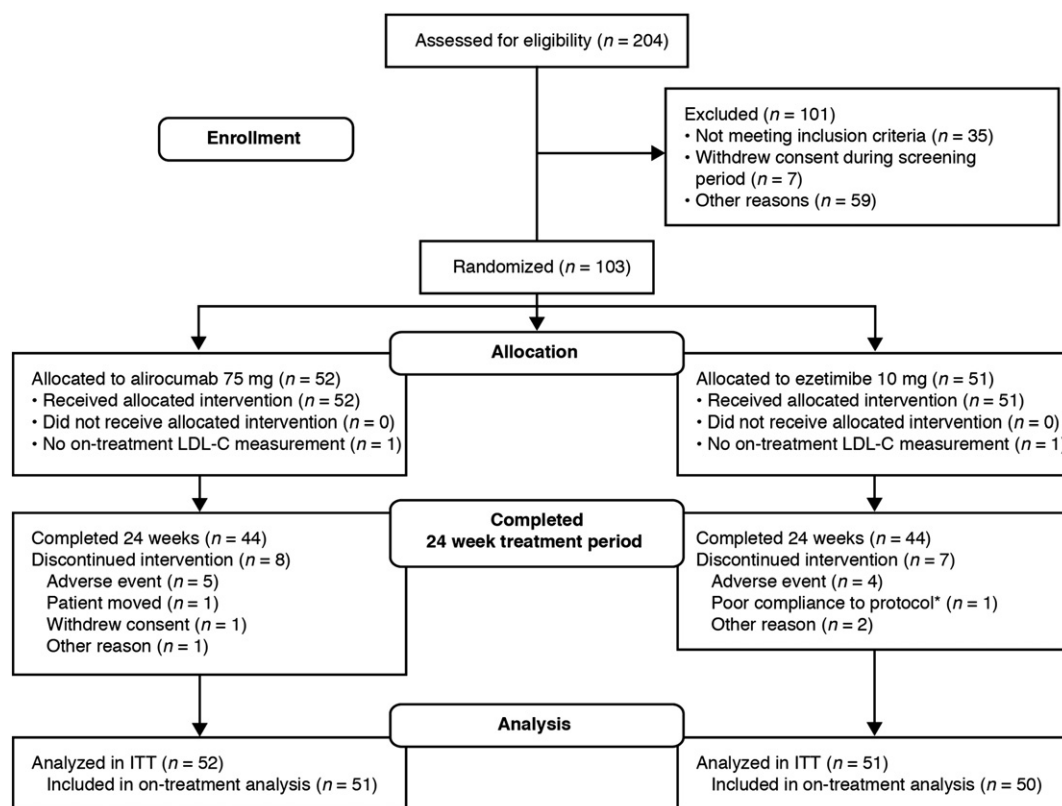 Assessed for eligibility (n = 204)
Enrollment
Excluded (n = 101)
• Not meeting inclusion criteria (n = 35)
• Withdrew consent during screening
period (n = 7)
• Other reasons (n = 59)
Randomized (n = 103)
Allocation
Allocated to alirocumab 75 mg (n = 52)
• Received allocated intervention (n = 52)
• Did not receive allocated intervention (n = 0)
• No on-treatment LDL-C measurement (n = 1)
Allocated to ezetimibe 10 mg (n = 51)
• Received allocated intervention (n = 51)
• Did not receive allocated intervention (n = 0)
• No on-treatment LDL-C measurement (n = 1)
Completed
24 week treatment period
Completed 24 weeks (n = 44)
Discontinued intervention (n = 8)
Adverse event (n = 5)
Patient moved (n = 1)
Withdrew consent (n = 1)
Other reason (n = 1)
Completed 24 weeks (n = 44)
Discontinued intervention (n = 7)
Adverse event (n = 4)
Poor compliance to protocol* (n = 1)
Other reason (n = 2)
Analysis
Analyzed in ITT (n = 52)
Included in on-treatment analysis (n = 51)
Analyzed in ITT (n = 51)
Included in on-treatment analysis (n = 50)